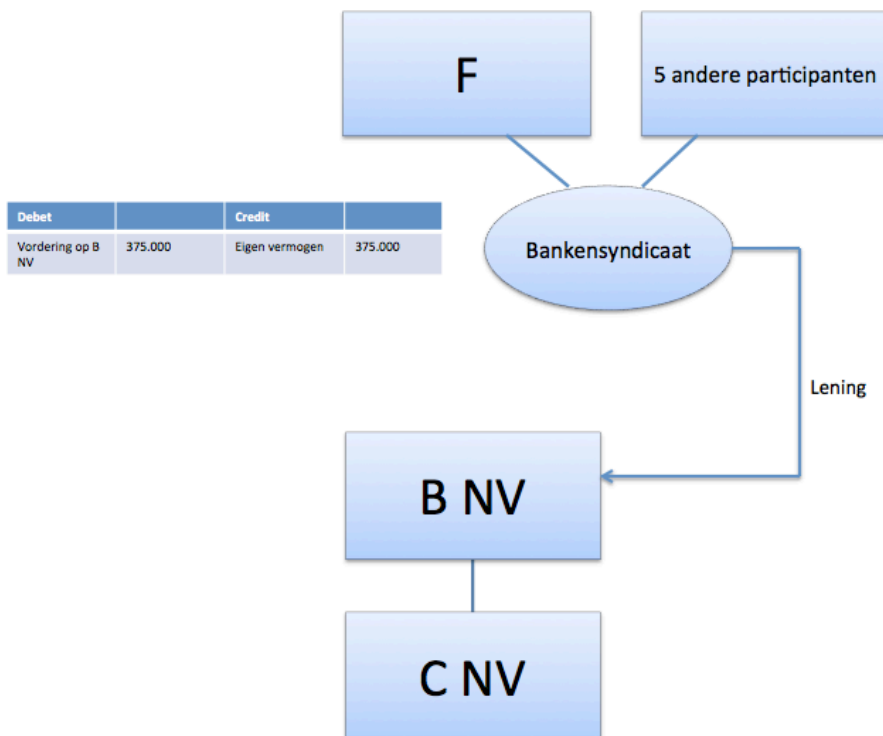 F
5 andere participanten
Debet Credit
Vordering op B 375.000 Eigen vermogen 375.000
NV
Bankensyndicaat
Lening
B NV
C NV